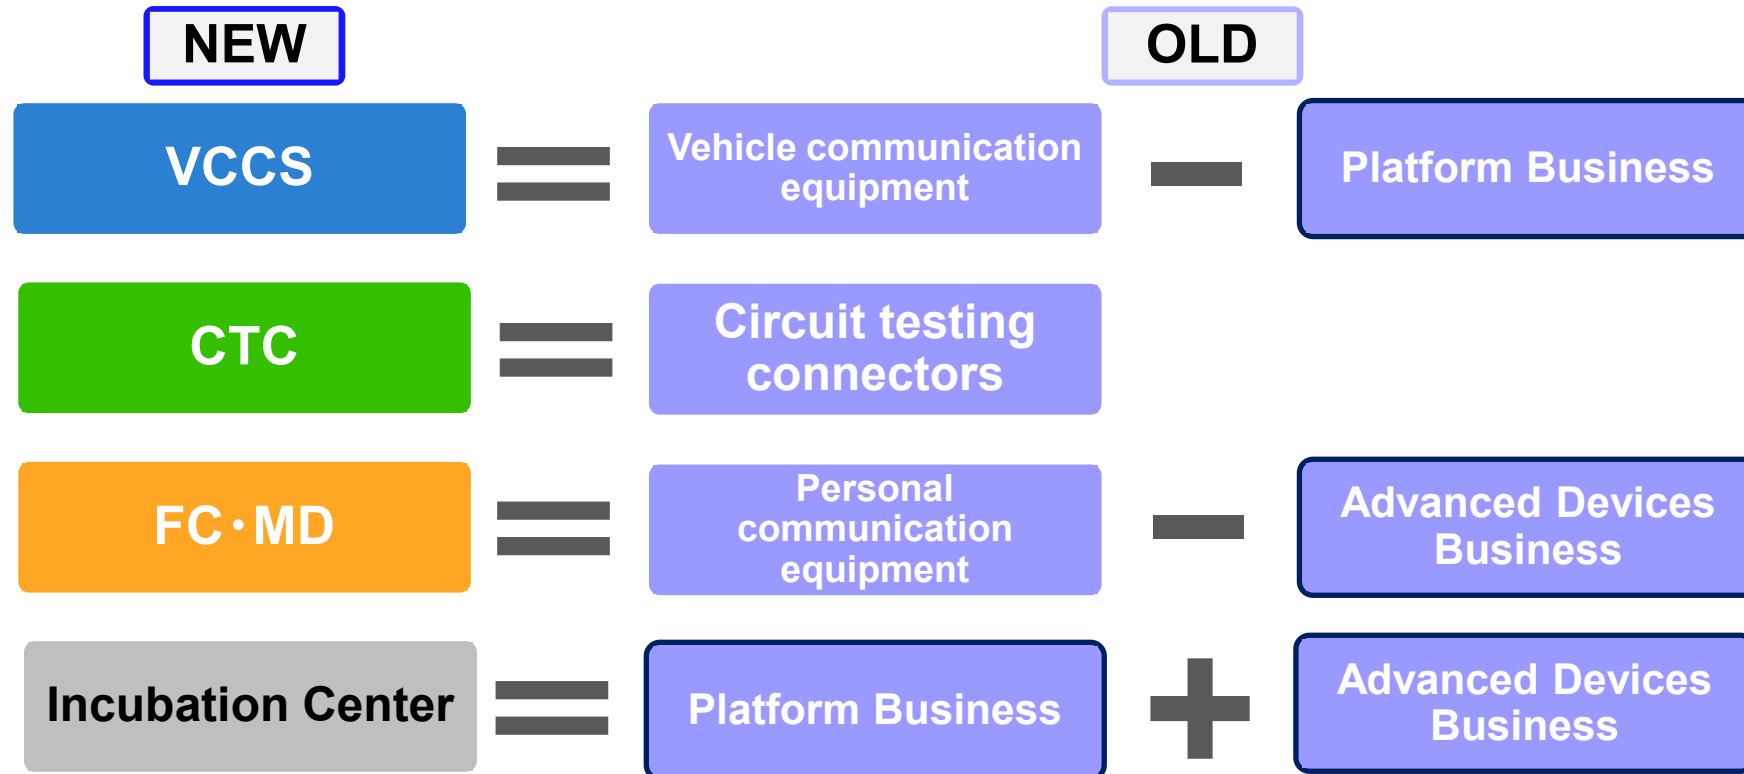 NEW
OLD
VCCS
Vehicle communication
equipment
Platform Business
CTC
Circuit testing
connectors
FC・MD
Personal
communication
equipment
Advanced Devices
Business
Incubation Center
Platform Business
Advanced Devices
Business